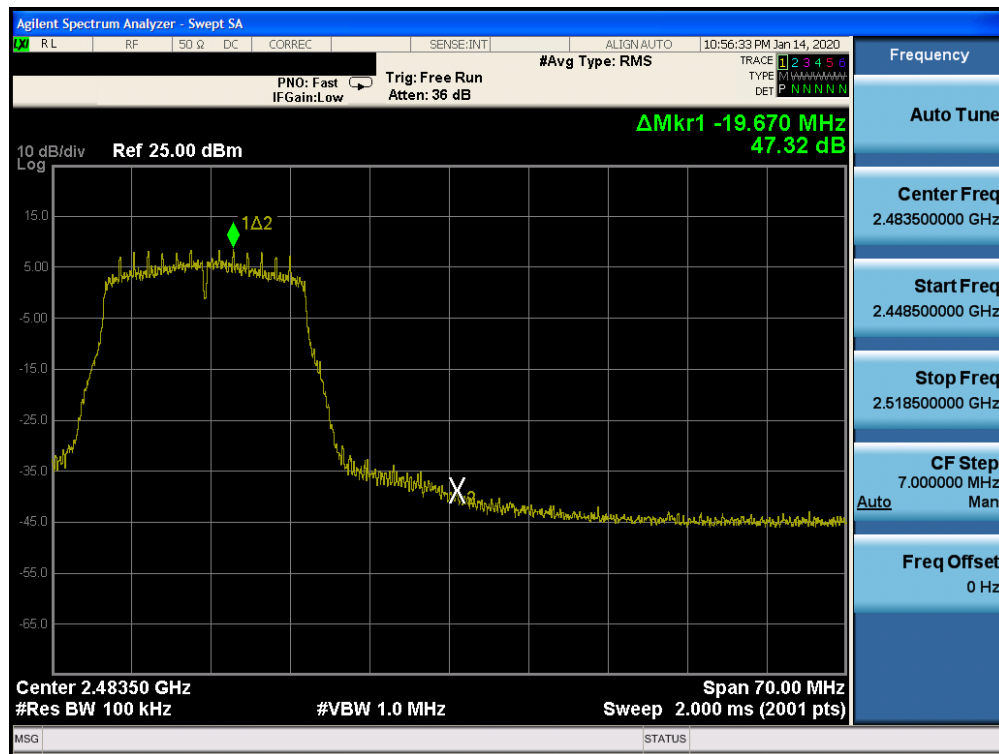 Agilent Spectrum Analyzer - Swept SA
LXI RL RF 50 Ω DC CORREC SENSE:INT ALIGN AUTO 10:56:33 PM Jan 14, 2020
#Avg Type: RMS TRACE 1 2 3 4 5 6
PNO: Fast Trig: Free Run TYPE M
IFGain:Low Atten: 36 dB DET P N N N N N
ΔMkr1 -19.670 MHz
47.32 dB
10 dB/div Ref 25.00 dBm
Log
15.0
1Δ2
5.00
-5.00
-15.0
-25.0
-35.0
-45.0
-55.0
-65.0
Center 2.48350 GHz Span 70.00 MHz
#Res BW 100 kHz #VBW 1.0 MHz Sweep 2.000 ms (2001 pts)
MSG STATUS
Frequency
Auto Tune
Center Freq
2.483500000 GHz
Start Freq
2.448500000 GHz
Stop Freq
2.518500000 GHz
CF Step
7.000000 MHz
Auto Man
Freq Offset
0 Hz